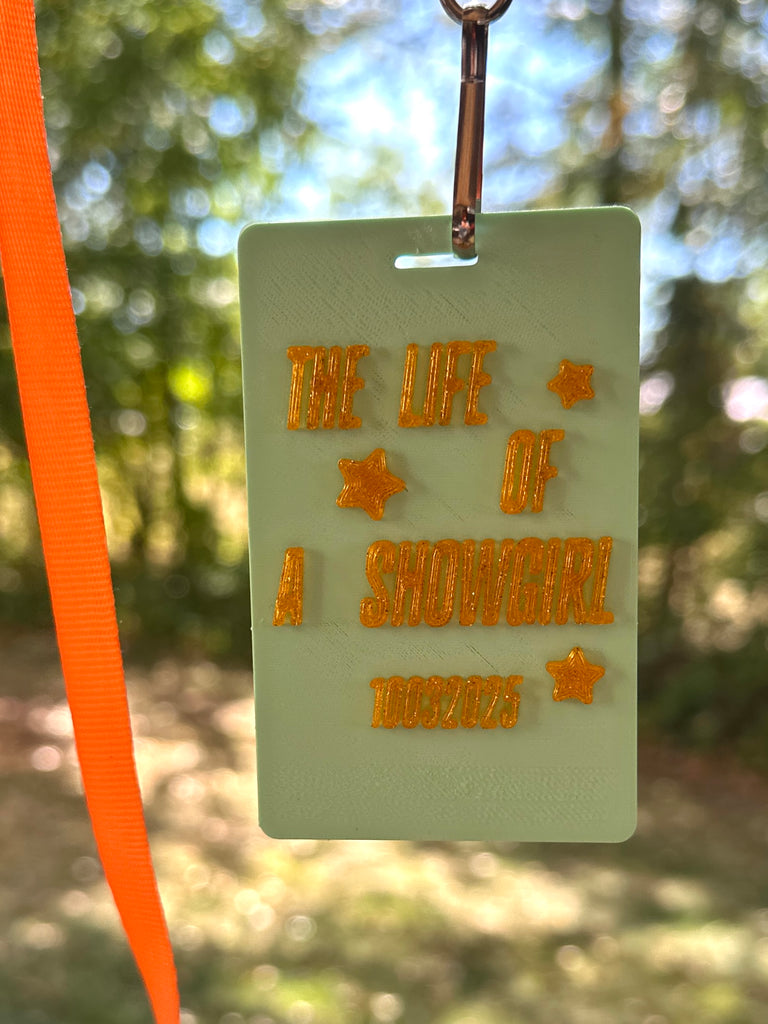 THE LIFE
OF
A SHOWGIRL
10032025